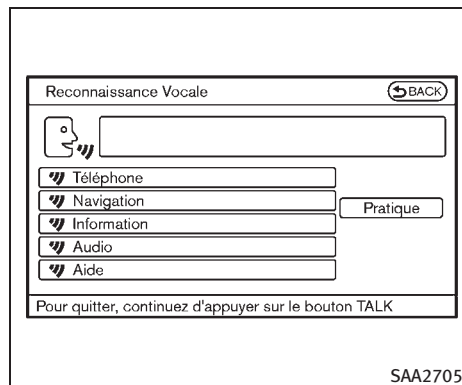 Reconnaissance Vocale
BACK
Téléphone
Navigation
Pratique
Information
Audio
Aide
Pour quitter, continuez d'appuyer sur le bouton TALK
SAA2705